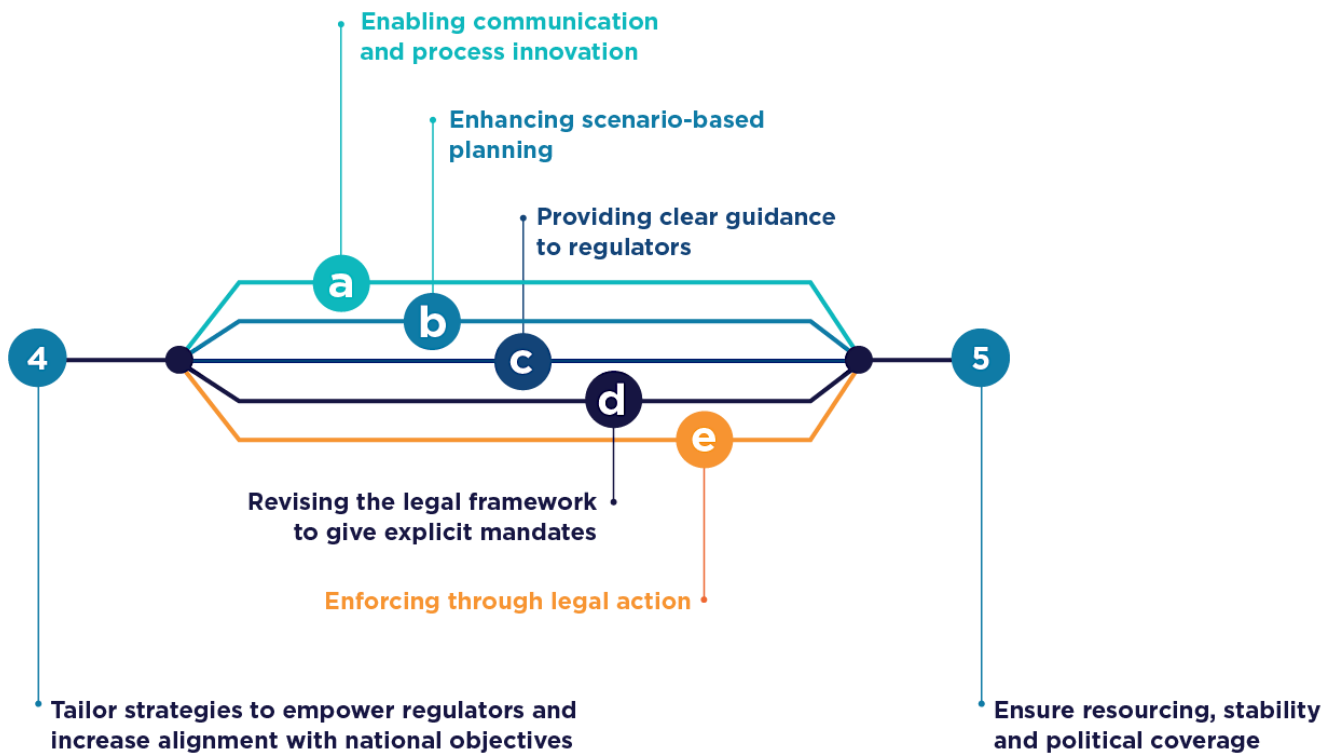 Enabling communication
and process innovation
Enhancing scenario-based
planning
Providing clear guidance
to regulators
a
b
4
c
5
d
e
Revising the legal framework
to give explicit mandates
Enforcing through legal action
Tailor strategies to empower regulators and
increase alignment with national objectives
Ensure resourcing, stability
and political coverage